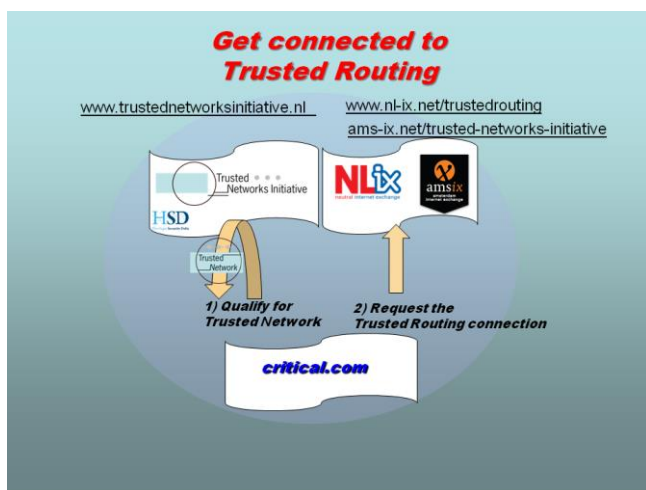 Get connected to
Trusted Routing
www.trustednetworksinitiative.nl
www.nl-ix.net/trustedrouting
ams-ix.net/trusted-networks-initiative
Trusted
Networks Initiative
HSD
NLix
neutral internet exchange
amsix
amsterdam
internet exchange
Trusted
Network
1) Qualify for
Trusted Network
2) Request the
Trusted Routing connection
critical.com